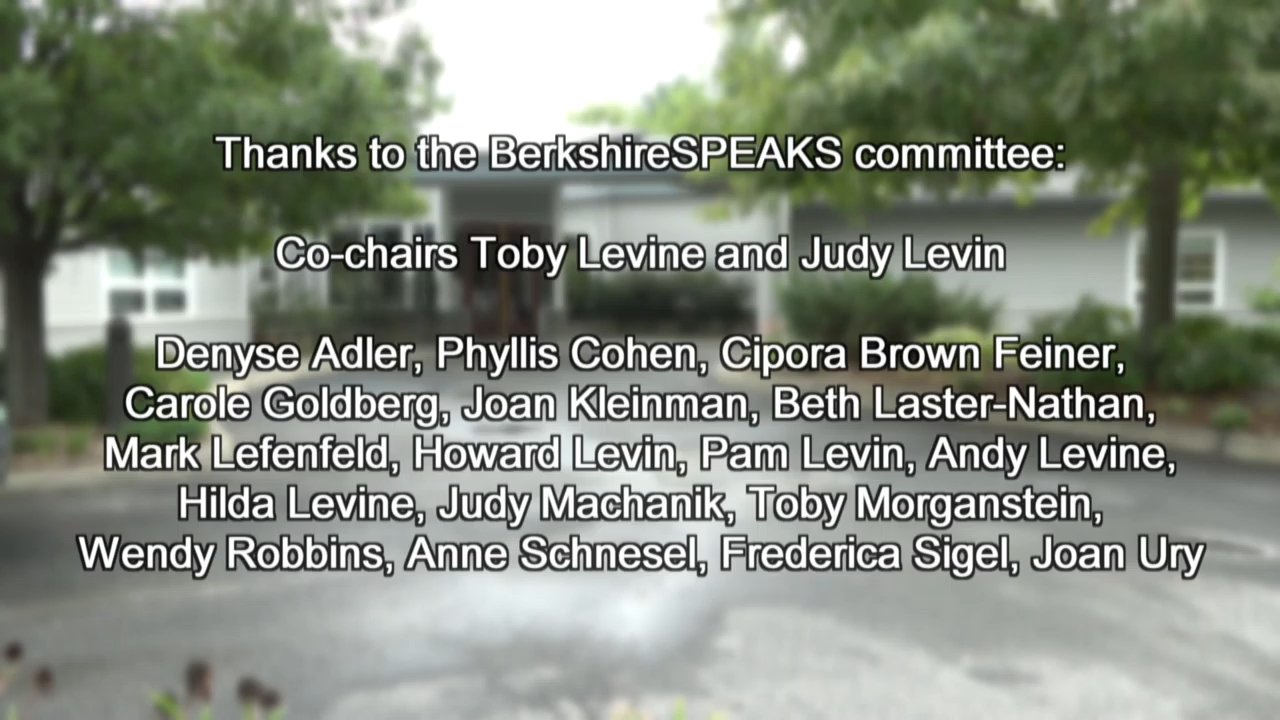 Thanks to the BerkshireSPEAKS committee:
Co-chairs Toby Levine and Judy Levin
Denyse Adler, Phyllis Cohen, Cipora Brown Feiner,
Carole Goldberg, Joan Kleinman, Beth Laster-Nathan,
Mark Lefenfeld, Howard Levin, Pam Levin, Andy Levine,
Hilda Levine, Judy Machanik, Toby Morganstein,
Wendy Robbins, Anne Schnesel, Frederica Sigel, Joan Ury